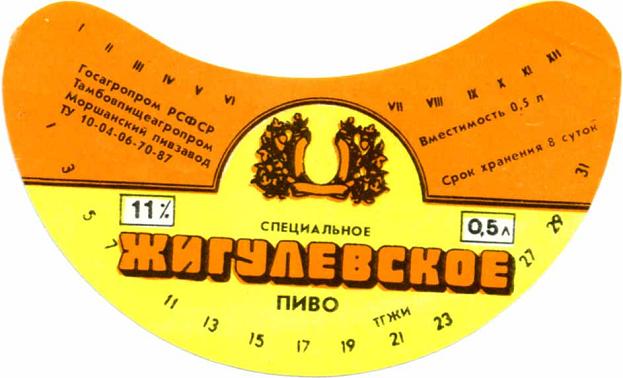 I II III IV V VI VII VIII IX X XI XII
Госагропром РСФСР
Тамбовпищеагропром
Моршанский пивзавод
ТУ 10-04-06-70-87
Вместимость 0,5 л
Срок хранения 8 суток
11%
СПЕЦИАЛЬНОЕ
0,5л
ЖИГУЛЕВСКОЕ
ПИВО
ТГЖИ
1 3 5 7 11 13 15 17 19 21 23 27 29 31